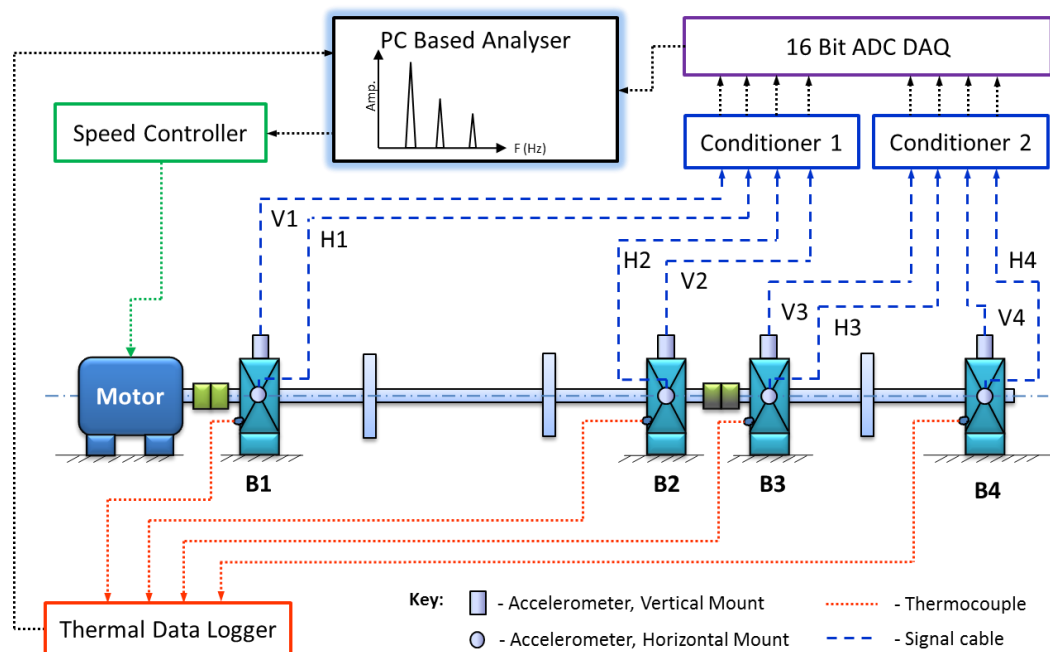 PC Based Analyser
Amp.
F (Hz)
16 Bit ADC DAQ
Speed Controller
Conditioner 1
Conditioner 2
V1
H1
H2
V2
V3
H3
H4
V4
Motor
B1
B2
B3
B4
Thermal Data Logger
Key:
- Accelerometer, Vertical Mount
- Thermocouple
- Accelerometer, Horizontal Mount
- Signal cable